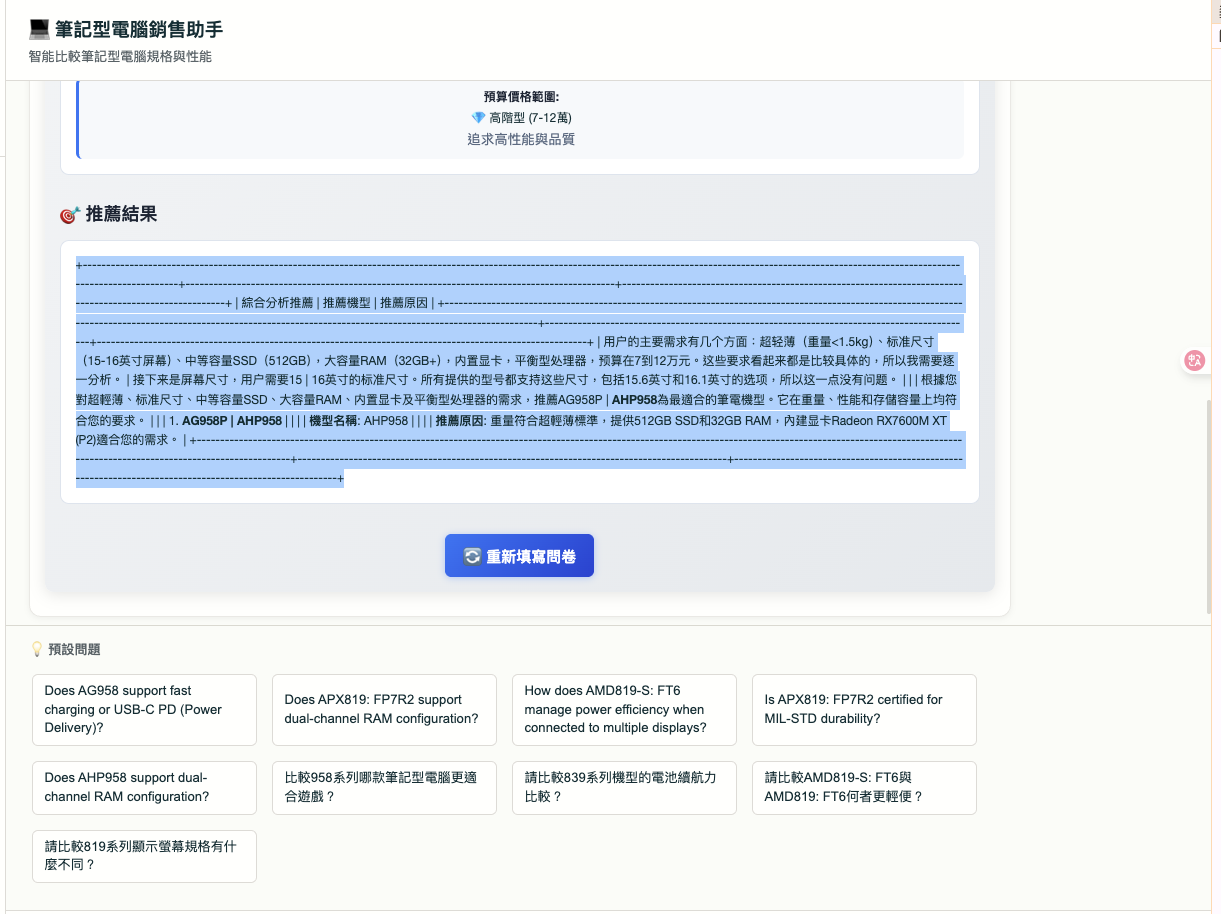 💻 筆記型電腦銷售助手
智能比較筆記型電腦規格與性能
預算價格範圍:
💎 高階型 (7-12萬)
追求高性能與品質
🎯 推薦結果
+-----------------------------------------------------------------------------------------------
----------------------+---------------------------------------------------------------------------------------------+-----------------------------------------
--------------------------------+ | 綜合分析推薦 | 推薦機型 | 推薦原因 | +---------------------------------------------------------------
----------------------------------------------------------------------------------------------------+------------------------------------------------------------
---+----------------------------------------------------------------------------------------------------------+ | 用户的主要需求有几个方面：超轻薄（重量<1.5kg）、标准尺寸
（15-16英寸屏幕）、中等容量SSD（512GB），大容量RAM（32GB+），内置显卡，平衡型处理器，预算在7到12万元。这些要求看起来都是比较具体的，所以我需要逐
一分析。 | 接下来是屏幕尺寸，用户需要15 | 16英寸的标准尺寸。所有提供的型号都支持这些尺寸，包括15.6英寸和16.1英寸的选项，所以这一点没有问题。 | | | 根據您
對超輕薄、标准尺寸、中等容量SSD、大容量RAM、内置显卡及平衡型处理器的需求，推薦AG958P | AHP958為最適合的筆電機型。它在重量、性能和存儲容量上均符
合您的要求。 | | | 1. AG958P | AHP958 | | | | 機型名稱: AHP958 | | | | 推薦原因: 重量符合超輕薄標準，提供512GB SSD和32GB RAM，內建显卡Radeon RX7600M XT
(P2)適合您的需求。 | +-------------------------------------------------------------------------------------------------------
----------------------------------------------+---------------------------------------------------------------------------------------------+-----------------------
--------------------------------------------------------+
🔄 重新填寫問卷
💡 預設問題
Does AG958 support fast
charging or USB-C PD (Power
Delivery)?
Does APX819: FP7R2 support
dual-channel RAM configuration?
How does AMD819-S: FT6
manage power efficiency when
connected to multiple displays?
Is APX819: FP7R2 certified for
MIL-STD durability?
Does AHP958 support dual-
channel RAM configuration?
比較958系列哪款筆記型電腦更適
合遊戲？
請比較839系列機型的電池續航力
比較？
請比較AMD819-S: FT6與
AMD819: FT6何者更輕便？
請比較819系列顯示螢幕規格有什
麼不同？